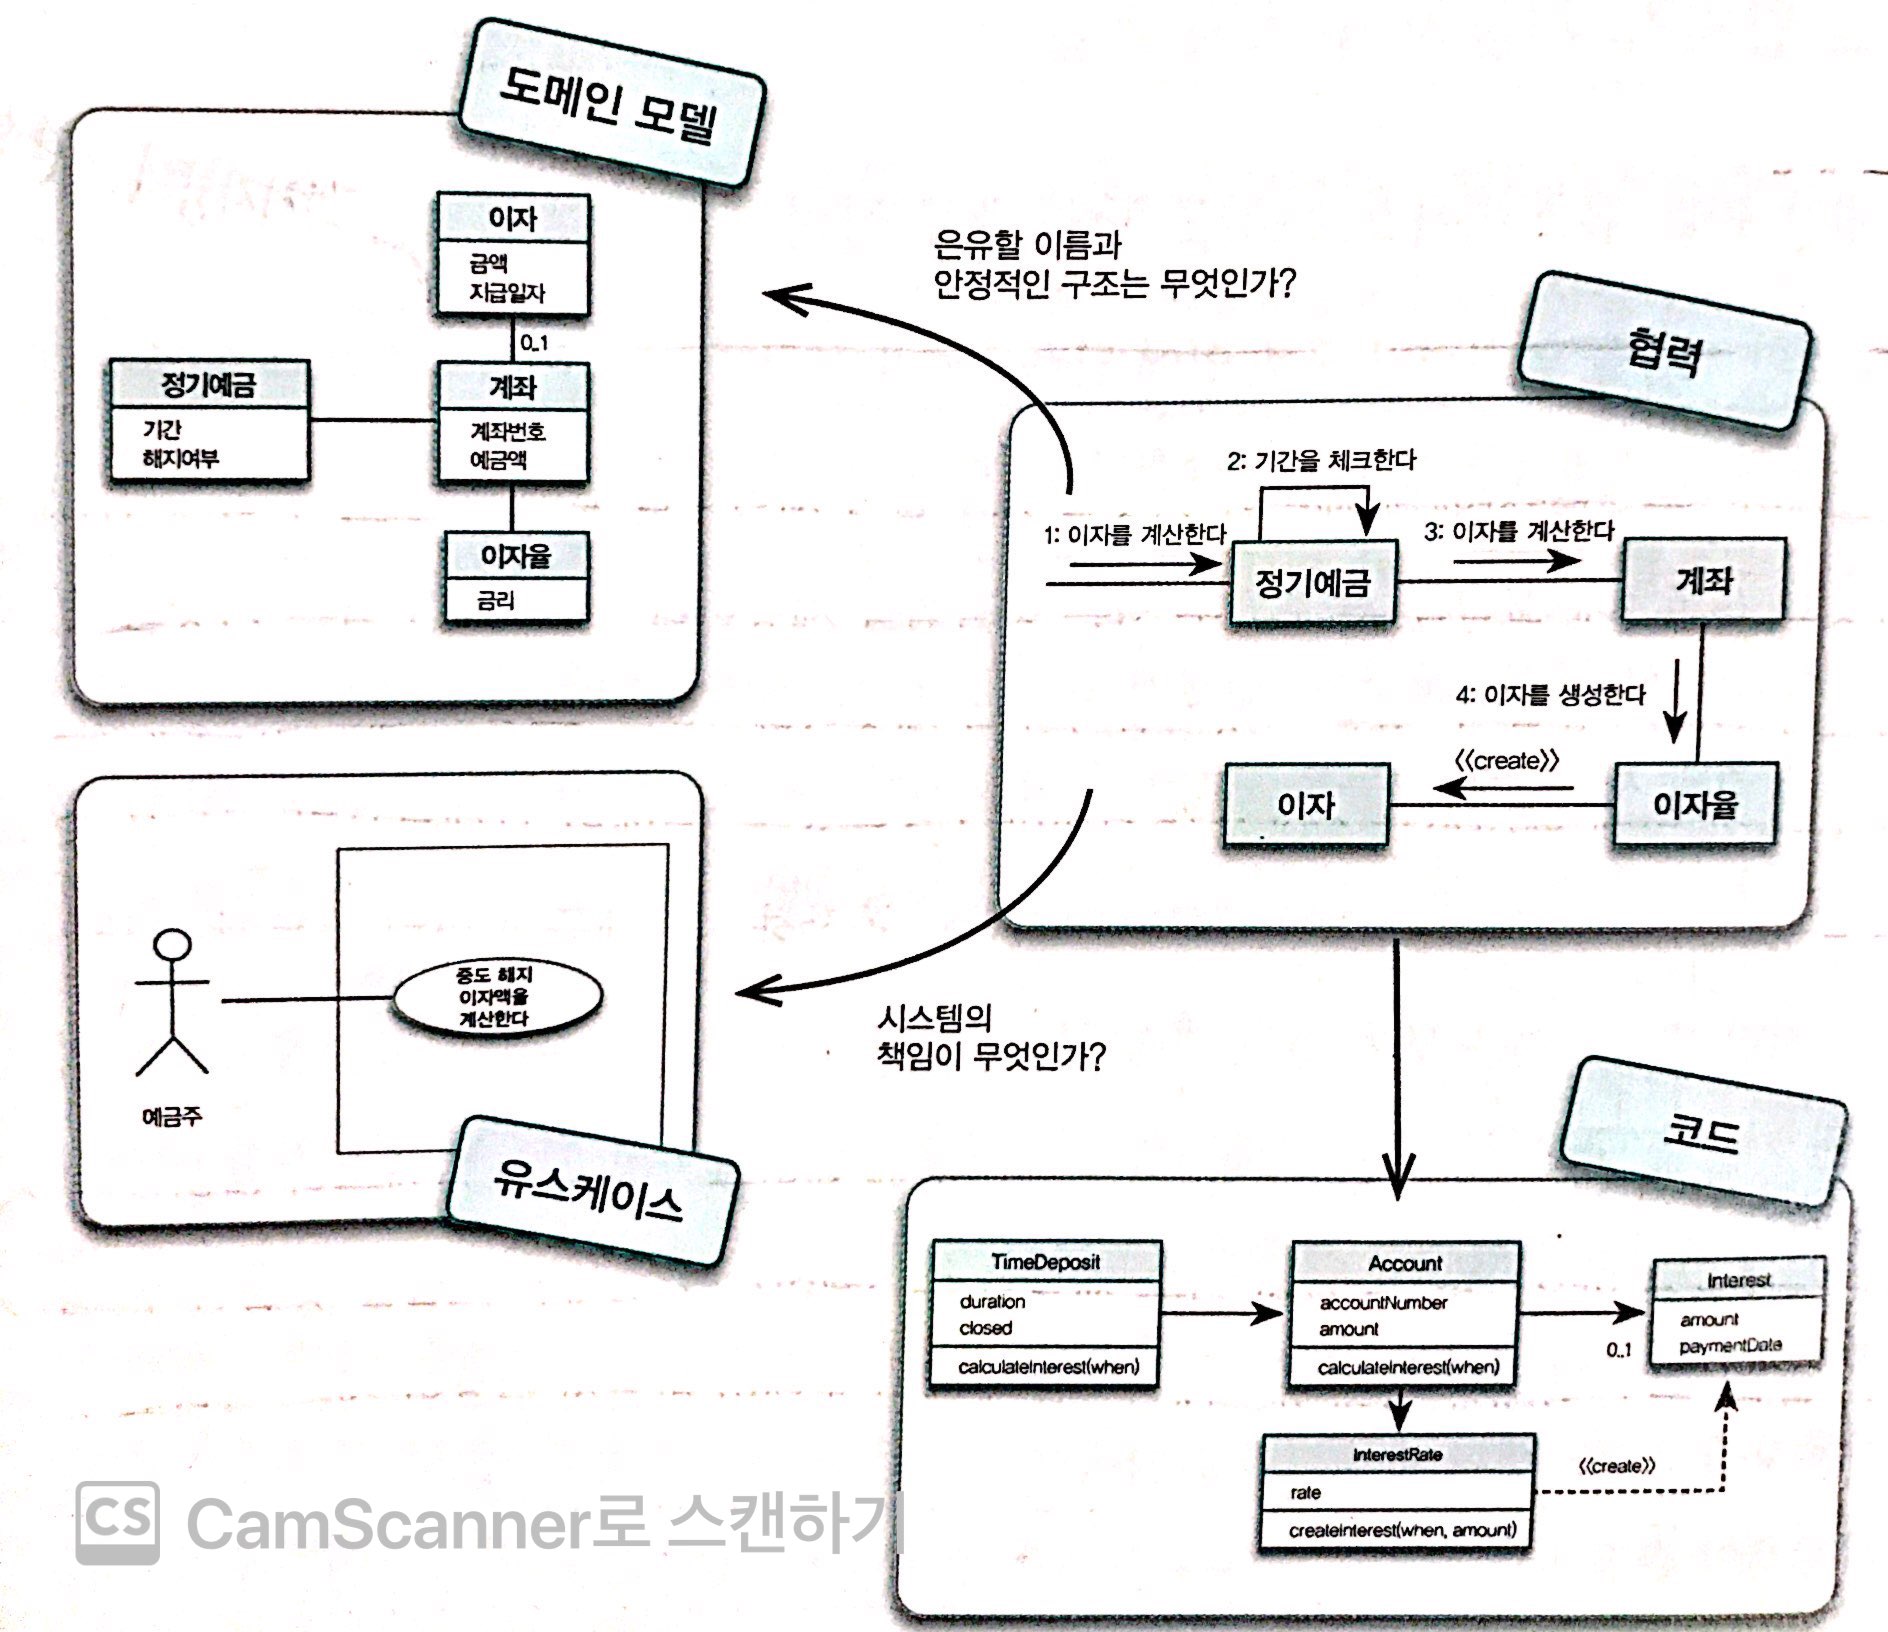 도메인 모델
이자
금액
지급일자
0..1
정기예금
기간
해지여부
계좌
계좌번호
예금액
이자율
금리
은유할 이름과
안정적인 구조는 무엇인가?
협력
2: 기간을 체크한다
1: 이자를 계산한다
3: 이자를 계산한다
정기예금
계좌
4: 이자를 생성한다
<<create>>
이자
이자율
중도 해지
이자액을
계산한다
예금주
유스케이스
시스템의
책임이 무엇인가?
코드
TimeDeposit
duration
closed
calculateInterest(when)
Account
accountNumber
amount
calculateInterest(when)
Interest
amount
paymentDate
0..1
InterestRate
rate
createInterest(when, amount)
<<create>>
CS CamScanner로 스캔하기